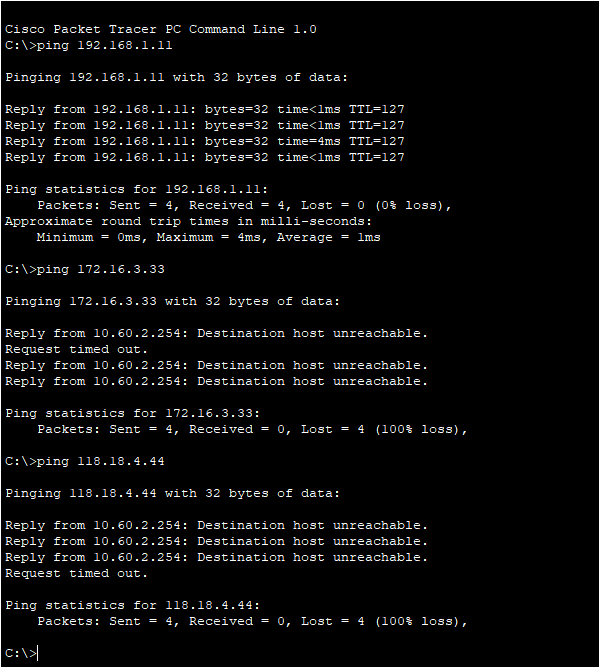 Cisco Packet Tracer PC Command Line 1.0
C:\>ping 192.168.1.11
Pinging 192.168.1.11 with 32 bytes of data:
Reply from 192.168.1.11: bytes=32 time<1ms TTL=127
Reply from 192.168.1.11: bytes=32 time<1ms TTL=127
Reply from 192.168.1.11: bytes=32 time=4ms TTL=127
Reply from 192.168.1.11: bytes=32 time<1ms TTL=127
Ping statistics for 192.168.1.11:
    Packets: Sent = 4, Received = 4, Lost = 0 (0% loss),
Approximate round trip times in milli-seconds:
    Minimum = 0ms, Maximum = 4ms, Average = 1ms
C:\>ping 172.16.3.33
Pinging 172.16.3.33 with 32 bytes of data:
Reply from 10.60.2.254: Destination host unreachable.
Request timed out.
Reply from 10.60.2.254: Destination host unreachable.
Reply from 10.60.2.254: Destination host unreachable.
Ping statistics for 172.16.3.33:
    Packets: Sent = 4, Received = 0, Lost = 4 (100% loss),
C:\>ping 118.18.4.44
Pinging 118.18.4.44 with 32 bytes of data:
Reply from 10.60.2.254: Destination host unreachable.
Reply from 10.60.2.254: Destination host unreachable.
Reply from 10.60.2.254: Destination host unreachable.
Request timed out.
Ping statistics for 118.18.4.44:
    Packets: Sent = 4, Received = 0, Lost = 4 (100% loss),
C:\>